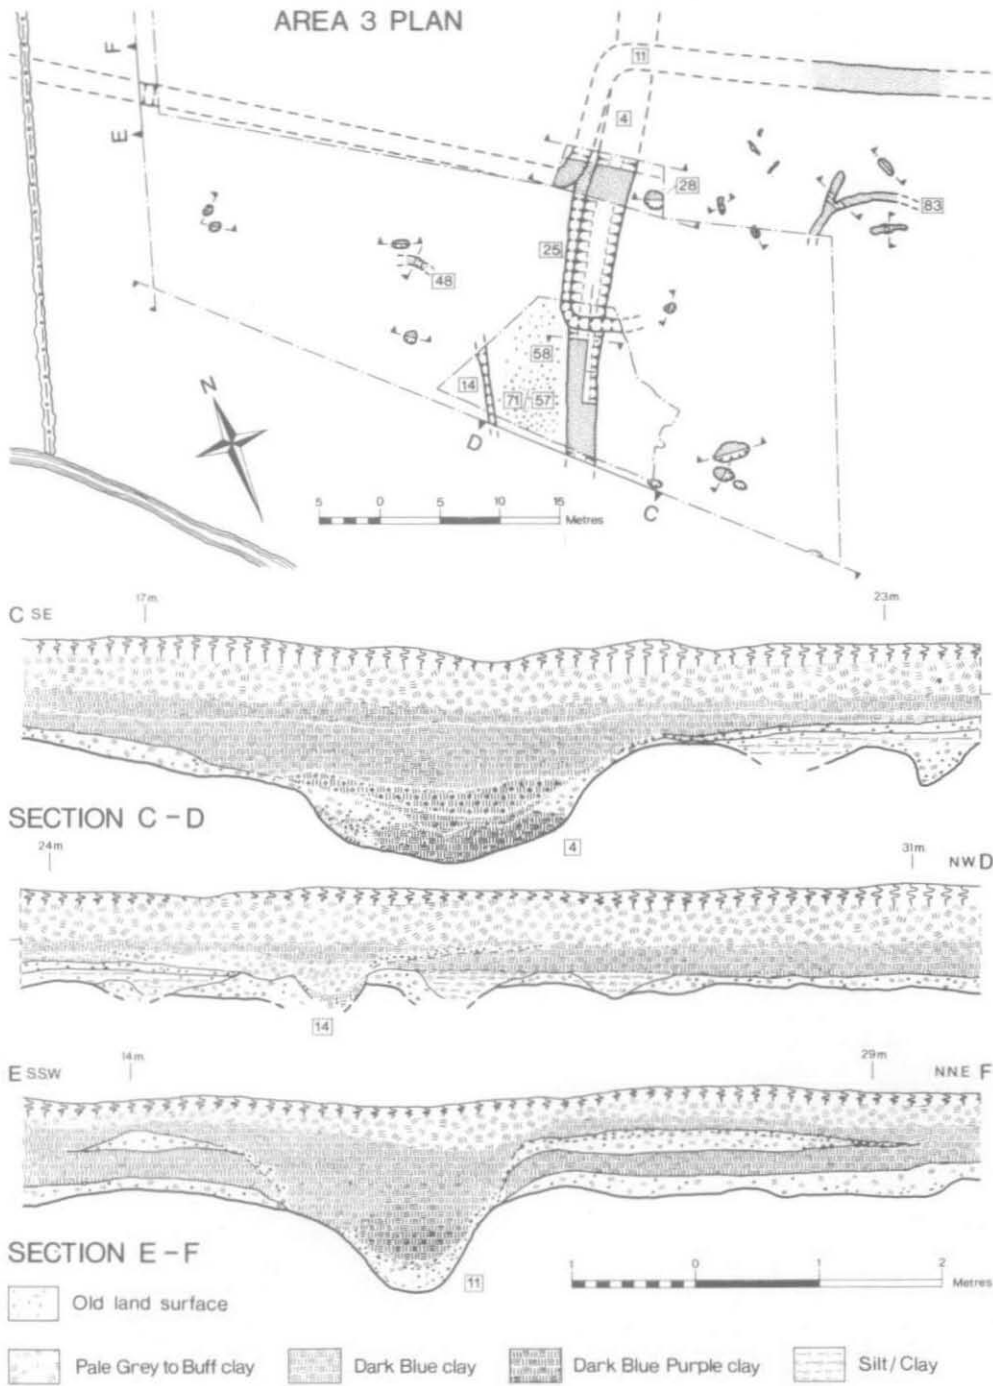 AREA 3 PLAN
F
11
E
4
28
83
25
48
N
58
14
71 / 57
D
C
5 0 5 10 15
Metres
C SE
17m.
23m.
SECTION C - D
4
24m.
31m.
NW D
14
E S.S.W
14m.
29m.
N.N.E F
SECTION E - F
11
1 0 1 2
Metres
Old land surface
Pale Grey to Buff clay
Dark Blue clay
Dark Blue Purple clay
Silt / Clay